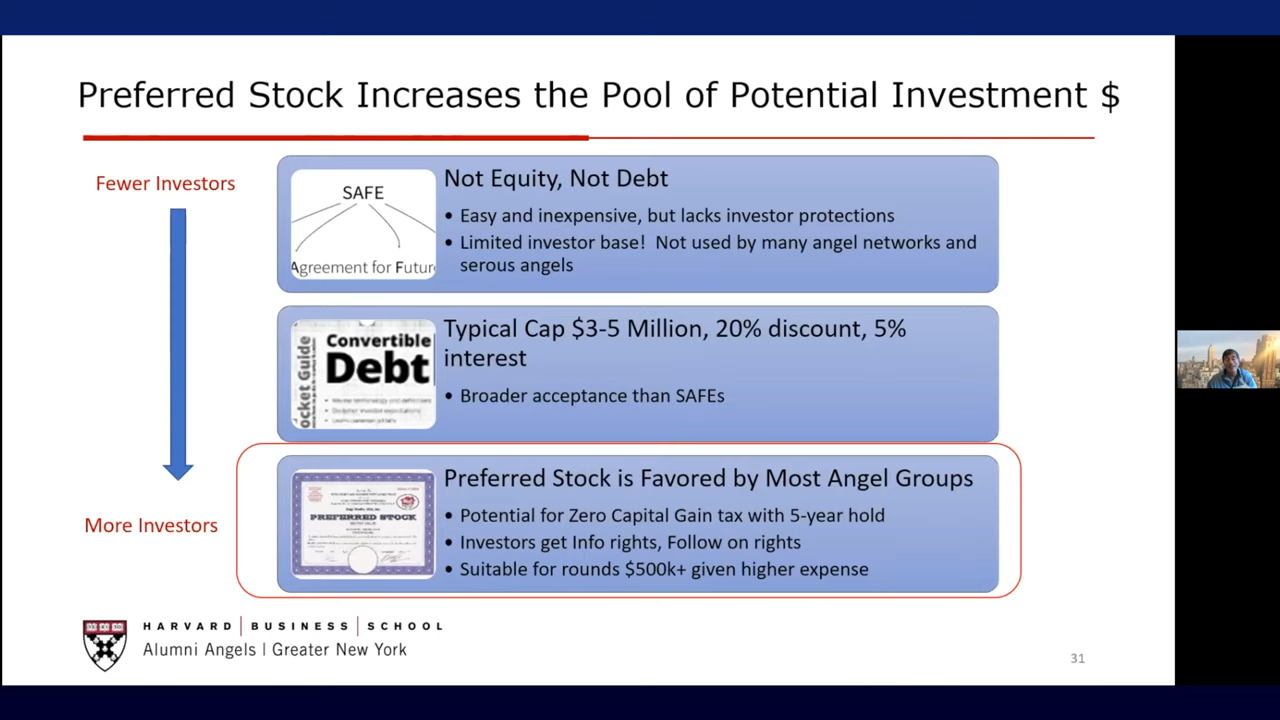 Preferred Stock Increases the Pool of Potential Investment $
Fewer Investors
SAFE
Agreement for Futur
Not Equity, Not Debt
• Easy and inexpensive, but lacks investor protections
• Limited investor base! Not used by many angel networks and
serous angels
ocket Guide
Convertible
Debt
Typical Cap $3-5 Million, 20% discount, 5%
interest
• Broader acceptance than SAFEs
More Investors
PREFERRED STOCK
Preferred Stock is Favored by Most Angel Groups
• Potential for Zero Capital Gain tax with 5-year hold
• Investors get Info rights, Follow on rights
• Suitable for rounds $500k+ given higher expense
HARVARD | BUSINESS | SCHOOL
Alumni Angels | Greater New York
31